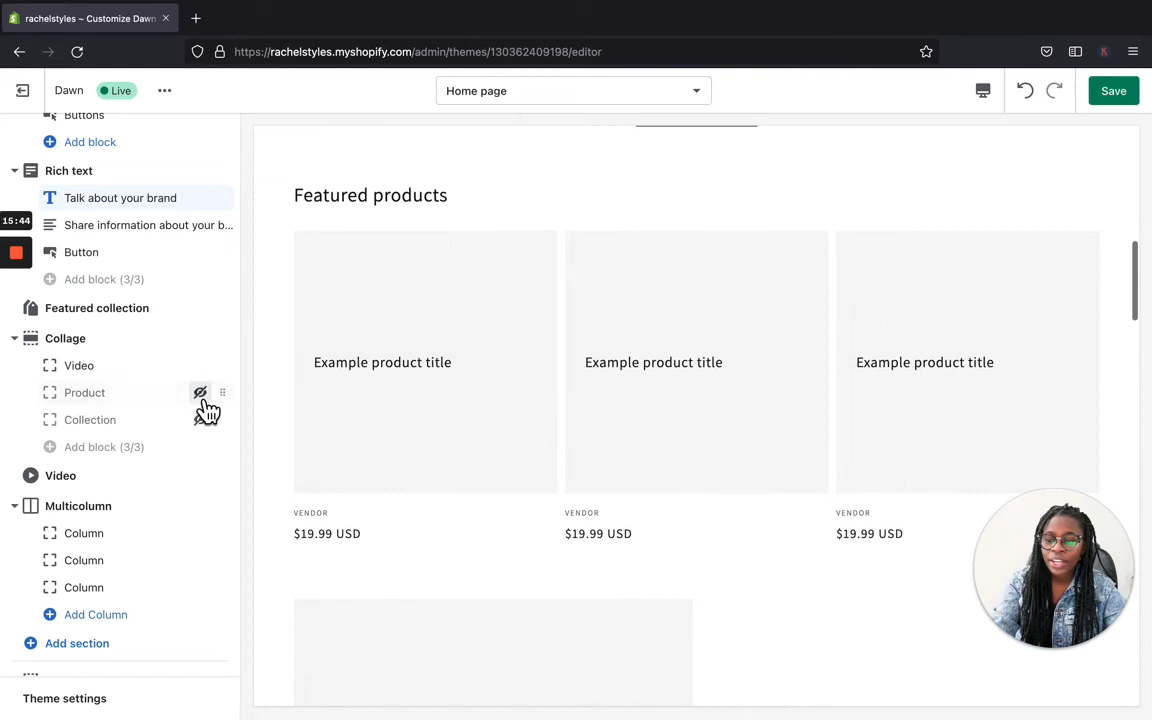 rachelstyles ~ Customize Dawn
https://rachelstyles.myshopify.com/admin/themes/130362409198/editor
K
Dawn
Live
Home page
Save
Buttons
Add block
Rich text
Talk about your brand
15:44
Share information about your b...
Button
Add block (3/3)
Featured collection
Collage
Video
Product
Collection
Add block (3/3)
Video
Multicolumn
Column
Column
Column
Add Column
Add section
Theme settings
Featured products
Example product title
Example product title
Example product title
VENDOR
VENDOR
VENDOR
$19.99 USD
$19.99 USD
$19.99 USD